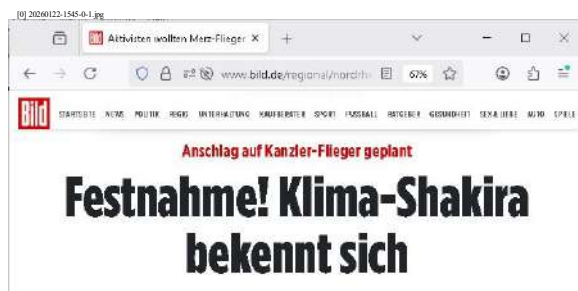 [0] 20260122-1545-0-1.jpg
Aktivisten wollten Merz-Flieger
www.bild.de/regional/nordrh
67%
Bild
STARTSEITE NEWS POLITIK REGIO UNTERHALTUNG KAUFBERATER SPORT FUSSBALL RATGEBER GESUNDHEIT SEX & LIEBE AUTO SPIELE
Anschlag auf Kanzler-Flieger geplant
Festnahme! Klima-Shakira
bekennt sich